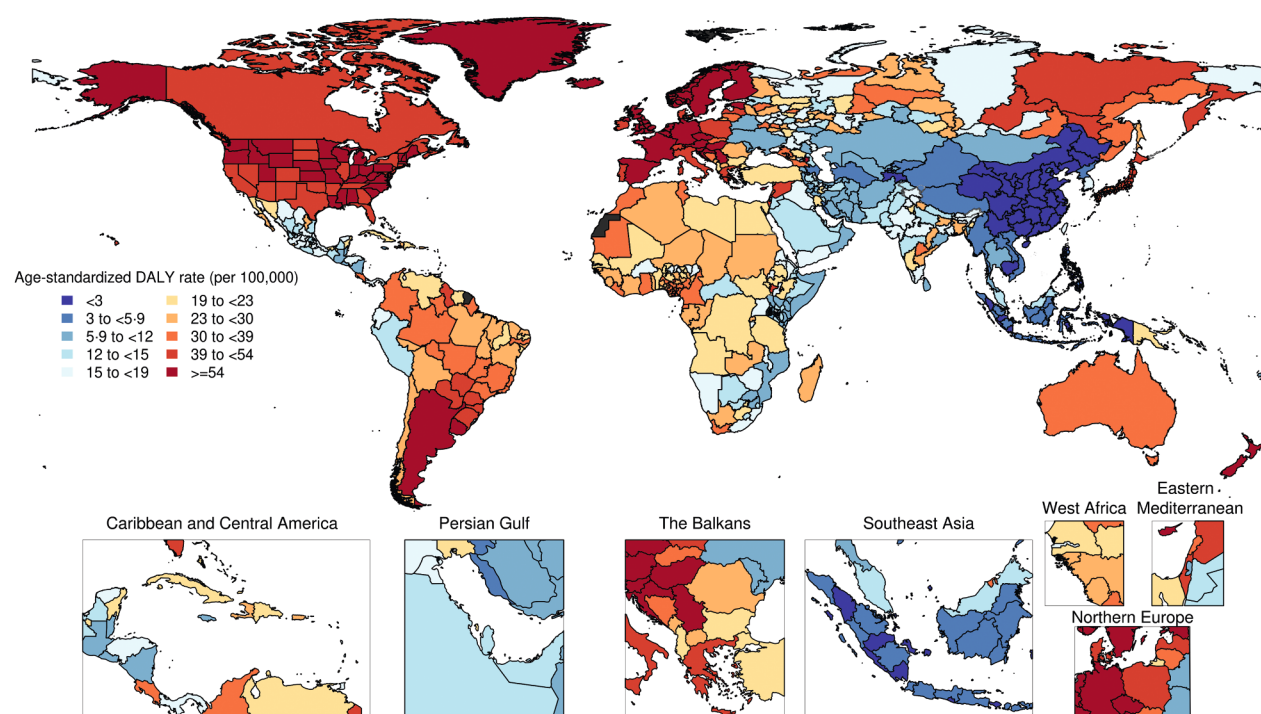 Age-standardized DALY rate (per 100,000)
<3
3 to <5·9
5·9 to <12
12 to <15
15 to <19
19 to <23
23 to <30
30 to <39
39 to <54
>=54
Caribbean and Central America
Persian Gulf
The Balkans
Southeast Asia
West Africa
Eastern
Mediterranean
Northern Europe